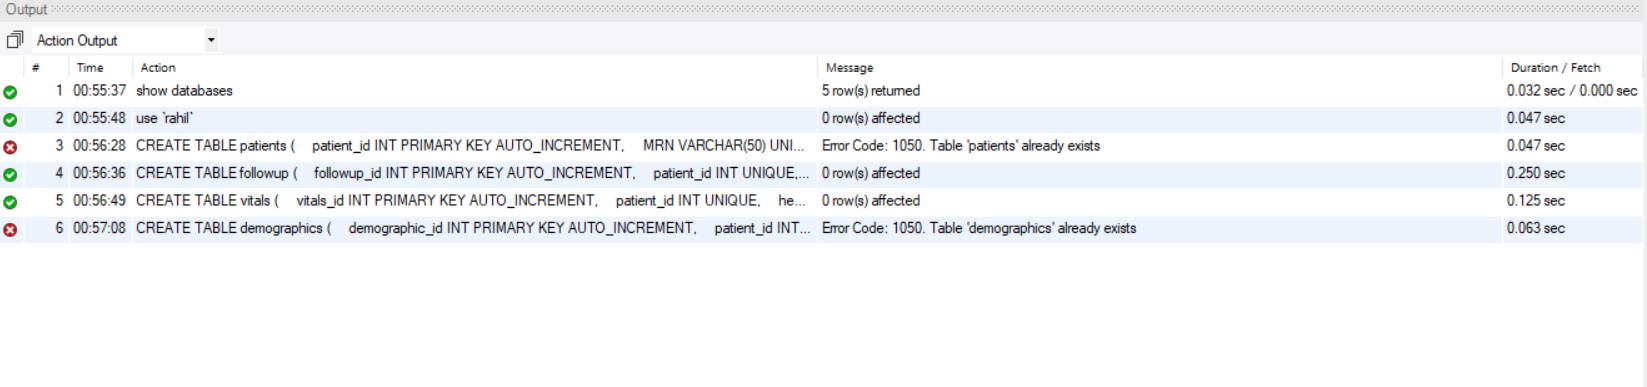 Output
Action Output
# Time Action Message Duration / Fetch
1 00:55:37 show databases 5 row(s) returned 0.032 sec / 0.000 sec
2 00:55:48 use `rahil` 0 row(s) affected 0.047 sec
3 00:56:28 CREATE TABLE patients ( patient_id INT PRIMARY KEY AUTO_INCREMENT, MRN VARCHAR(50) UNI... Error Code: 1050. Table 'patients' already exists 0.047 sec
4 00:56:36 CREATE TABLE followup ( followup_id INT PRIMARY KEY AUTO_INCREMENT, patient_id INT UNIQUE,... 0 row(s) affected 0.250 sec
5 00:56:49 CREATE TABLE vitals ( vitals_id INT PRIMARY KEY AUTO_INCREMENT, patient_id INT UNIQUE, he... 0 row(s) affected 0.125 sec
6 00:57:08 CREATE TABLE demographics ( demographic_id INT PRIMARY KEY AUTO_INCREMENT, patient_id INT... Error Code: 1050. Table 'demographics' already exists 0.063 sec